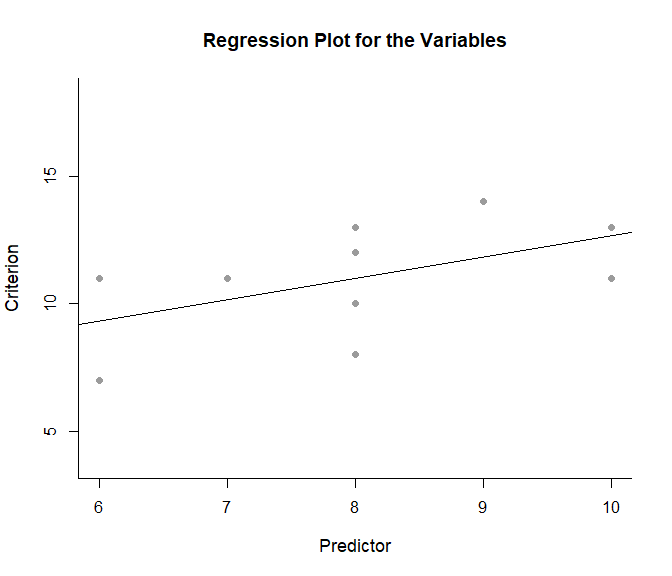 Regression Plot for the Variables
Criterion
15
10
5
6 7 8 9 10
Predictor